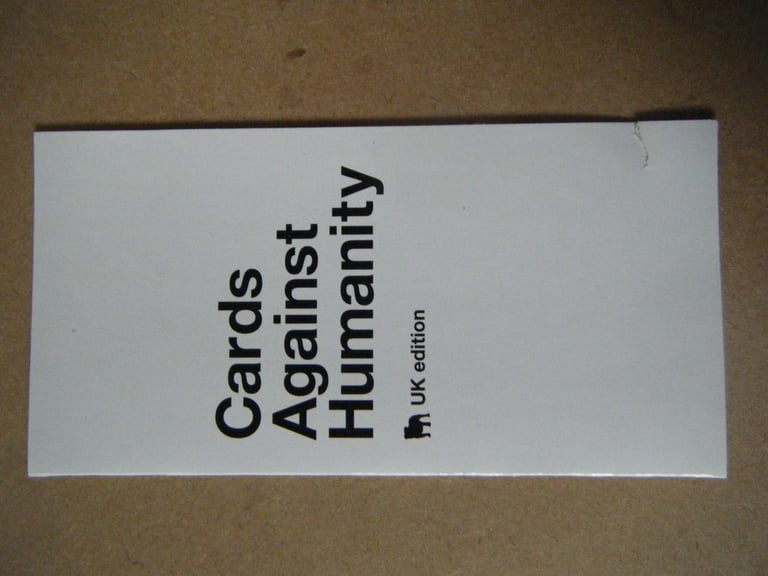 Cards
Against
Humanity
UK edition